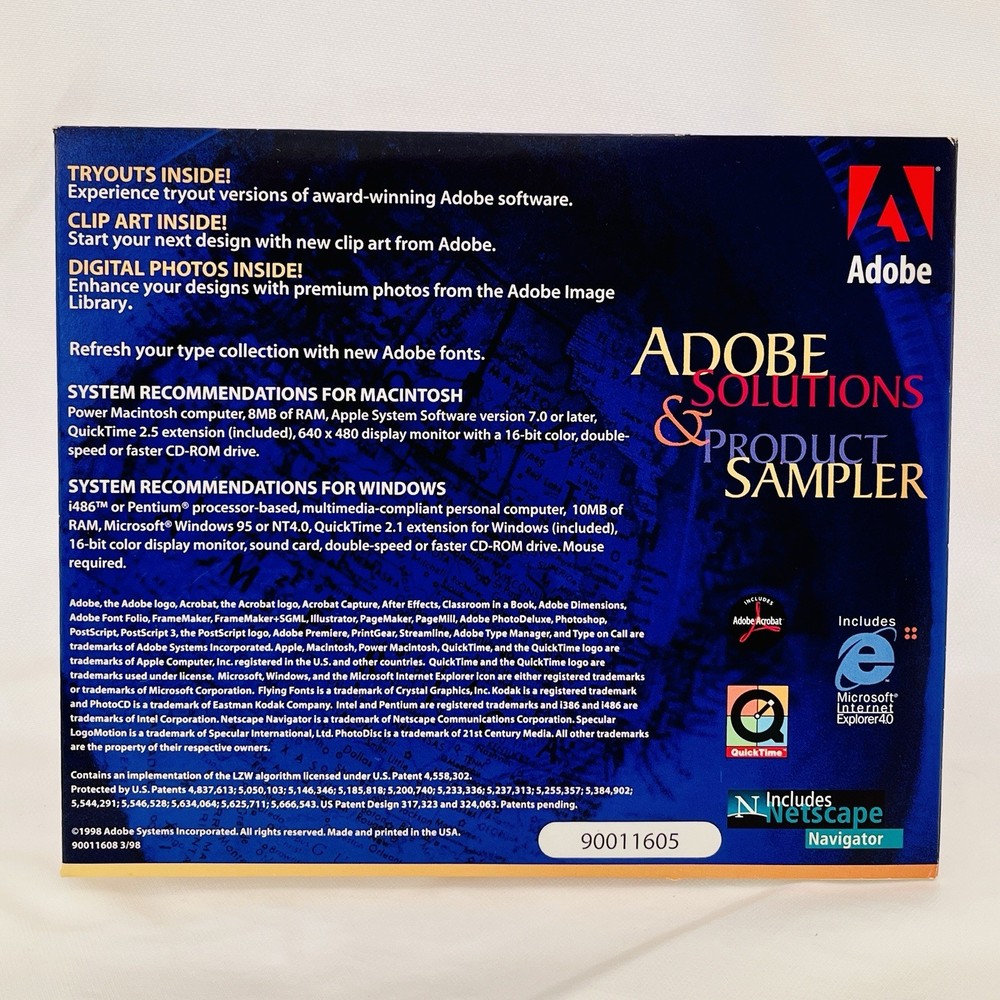 TRYOUTS INSIDE!
Experience tryout versions of award-winning Adobe software.
CLIP ART INSIDE!
Start your next design with new clip art from Adobe.
DIGITAL PHOTOS INSIDE!
Enhance your designs with premium photos from the Adobe Image
Library.
Refresh your type collection with new Adobe fonts.
SYSTEM RECOMMENDATIONS FOR MACINTOSH
Power Macintosh computer, 8MB of RAM, Apple System Software version 7.0 or later,
QuickTime 2.5 extension (included), 640 x 480 display monitor with a 16-bit color, double-
speed or faster CD-ROM drive.
SYSTEM RECOMMENDATIONS FOR WINDOWS
i486™ or Pentium® processor-based, multimedia-compliant personal computer, 10MB of
RAM, Microsoft® Windows 95 or NT4.0, QuickTime 2.1 extension for Windows (included),
16-bit color display monitor, sound card, double-speed or faster CD-ROM drive. Mouse
required.
Adobe, the Adobe logo, Acrobat, the Acrobat logo, Acrobat Capture, After Effects, Classroom in a Book, Adobe Dimensions,
Adobe Font Folio, FrameMaker, FrameMaker+SGML, Illustrator, PageMaker, PageMill, Adobe PhotoDeluxe, Photoshop,
PostScript, PostScript 3, the PostScript logo, Adobe Premiere, PrintGear, Streamline, Adobe Type Manager, and Type on Call are
trademarks of Adobe Systems Incorporated. Apple, Macintosh, Power Macintosh, QuickTime, and the QuickTime logo are
trademarks of Apple Computer, Inc. registered in the U.S. and other countries. QuickTime and the QuickTime logo are
trademarks used under license. Microsoft, Windows, and the Microsoft Internet Explorer icon are either registered trademarks
or trademarks of Microsoft Corporation. Flying Fonts is a trademark of Crystal Graphics, Inc. Kodak is a registered trademark
and PhotoCD is a trademark of Eastman Kodak Company. Intel and Pentium are registered trademarks and i386 and i486 are
trademarks of Intel Corporation. Netscape Navigator is a trademark of Netscape Communications Corporation. Specular
LogoMotion is a trademark of Specular International, Ltd. PhotoDisc is a trademark of 21st Century Media. All other trademarks
are the property of their respective owners.
Contains an implementation of the LZW algorithm licensed under U.S. Patent 4,558,302.
Protected by U.S. Patents 4,837,613; 5,050,103; 5,146,346; 5,185,818; 5,200,740; 5,233,336; 5,237,313; 5,255,357; 5,384,902;
5,544,291; 5,546,528; 5,634,064; 5,625,711; 5,666,543. US Patent Design 317,323 and 324,063. Patents pending.
©1998 Adobe Systems Incorporated. All rights reserved. Made and printed in the USA.
90011608 3/98
90011605
Adobe
ADOBE
SOLUTIONS
& PRODUCT
SAMPLER
INCLUDES
Adobe Acrobat
Includes
Microsoft®
Internet
Explorer 4.0
QuickTime™
N Includes
Netscape
Navigator